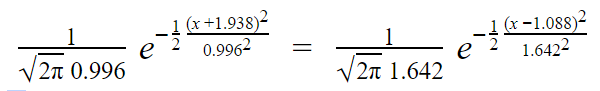 1/(√2π 0.996) e^(-1/2 (x+1.938)²/0.996²) = 1/(√2π 1.642) e^(-1/2 (x-1.088)²/1.642²)